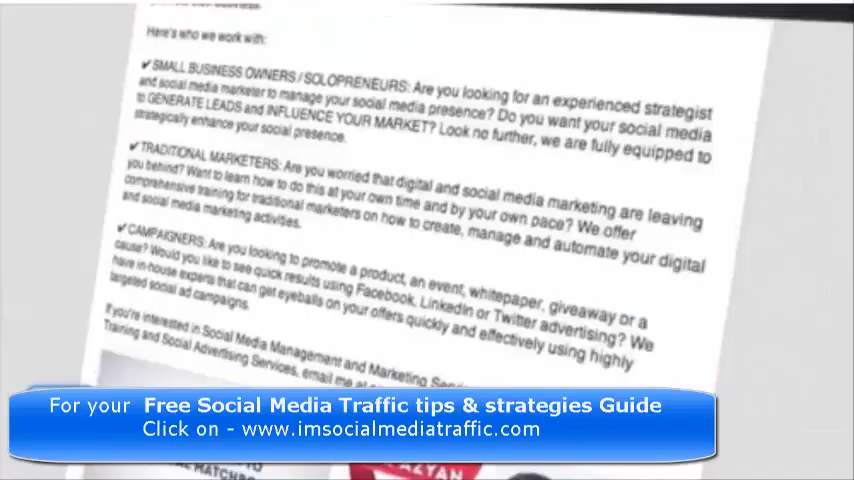 Here's who we work with:
✔SMALL BUSINESS OWNERS / SOLOPRENEURS: Are you looking for an experienced strategist
and social media marketer to manage your social media presence? Do you want your social media
to GENERATE LEADS and INFLUENCE YOUR MARKET? Look no further, we are fully equipped to
strategically enhance your social presence.
✔TRADITIONAL MARKETERS: Are you worried that digital and social media marketing are leaving
you behind? Want to learn how to do this at your own time and by your own pace? We offer
comprehensive training for traditional marketers on how to create, manage and automate your digital
and social media marketing activities.
✔CAMPAIGNERS: Are you looking to promote a product, an event, whitepaper, giveaway or a
cause? Would you like to see quick results using Facebook, LinkedIn or Twitter advertising? We
have in-house experts that can get eyeballs on your offers quickly and effectively using highly
targeted social ad campaigns.
If you're interested in Social Media Management and Marketing
Training and Social Advertising Services, email me at
For your Free Social Media Traffic tips & strategies Guide
Click on - www.imsocialmediatraffic.com